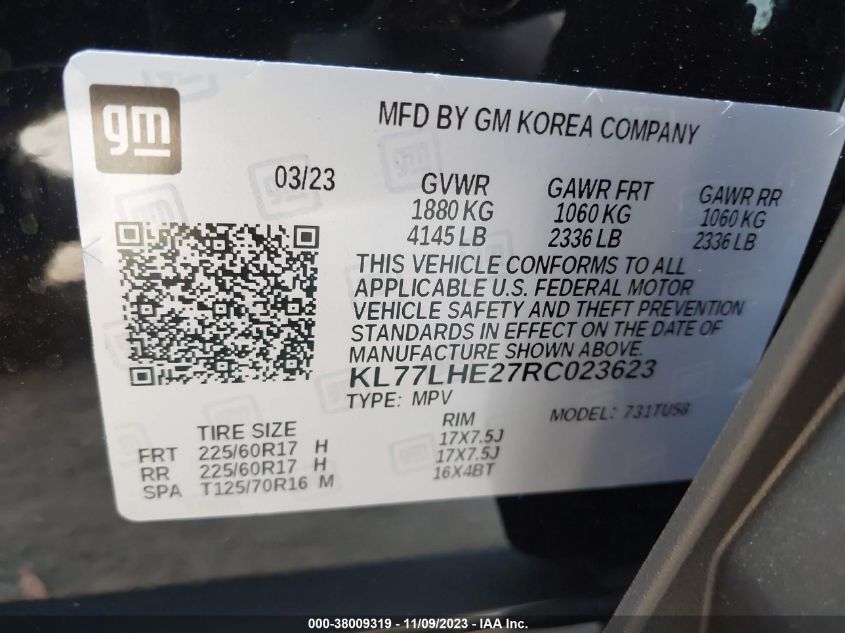 gm
MFD BY GM KOREA COMPANY
03/23
GVWR GAWR FRT GAWR RR
1880 KG 1060 KG 1060 KG
4145 LB 2336 LB 2336 LB
THIS VEHICLE CONFORMS TO ALL
APPLICABLE U.S. FEDERAL MOTOR
VEHICLE SAFETY AND THEFT PREVENTION
STANDARDS IN EFFECT ON THE DATE OF
MANUFACTURE SHOWN ABOVE.
KL77LHE27RC023623
TYPE: MPV MODEL: 731TU58
TIRE SIZE RIM
FRT 225/60R17 H 17X7.5J
RR 225/60R17 H 17X7.5J
SPA T125/70R16 M 16X4BT
000-38009319 - 11/09/2023 - IAA Inc.